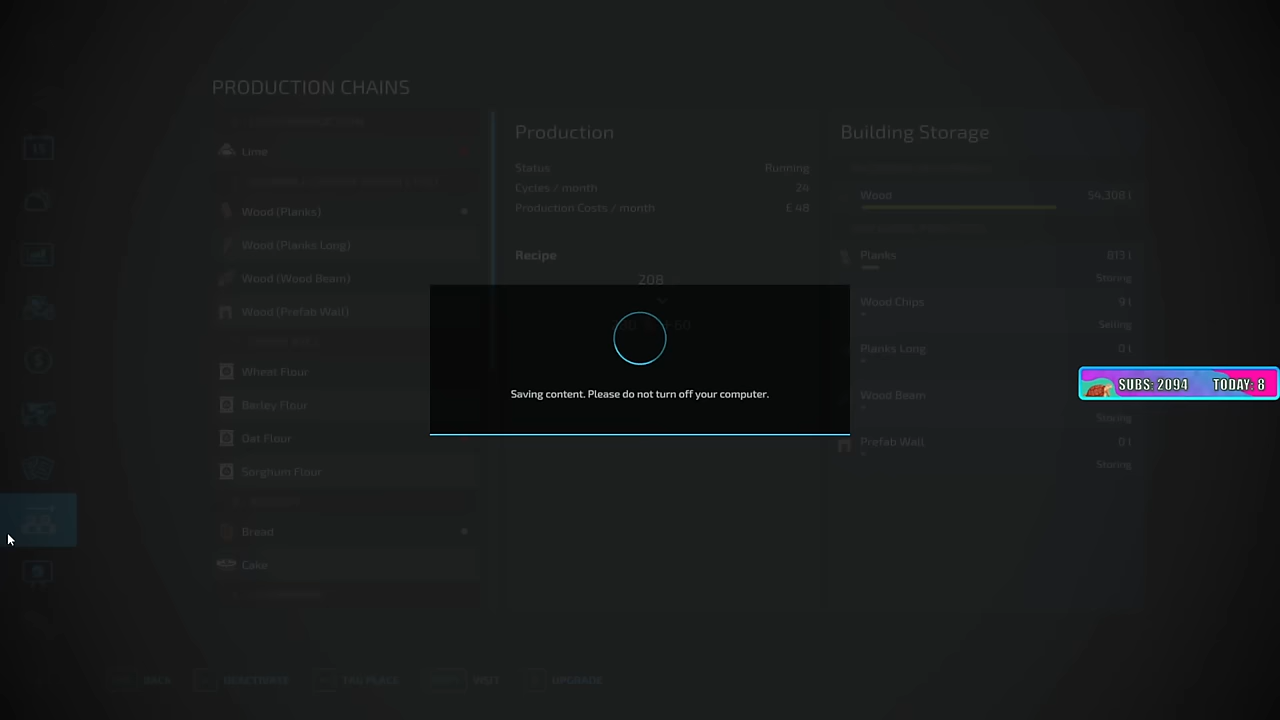 PRODUCTION CHAINS
Lime
Wood (Planks)
Wood (Planks Long)
Wood (Wood Beam)
Wood (Prefab Wall)
Wheat Flour
Barley Flour
Oat Flour
Sorghum Flour
Bread
Cake
Production
Status Running
Cycles / month 24
Production Costs / month £ 48
Recipe
208
Building Storage
Wood 54,308 l
Planks 813 l
Storing
Wood Chips 9 l
Selling
Planks Long 0 l
Wood Beam
Storing
Prefab Wall 0 l
Storing
Saving content. Please do not turn off your computer.
SUBS: 2094 TODAY: 8
BACK
DEACTIVATE
VISIT
UPGRADE